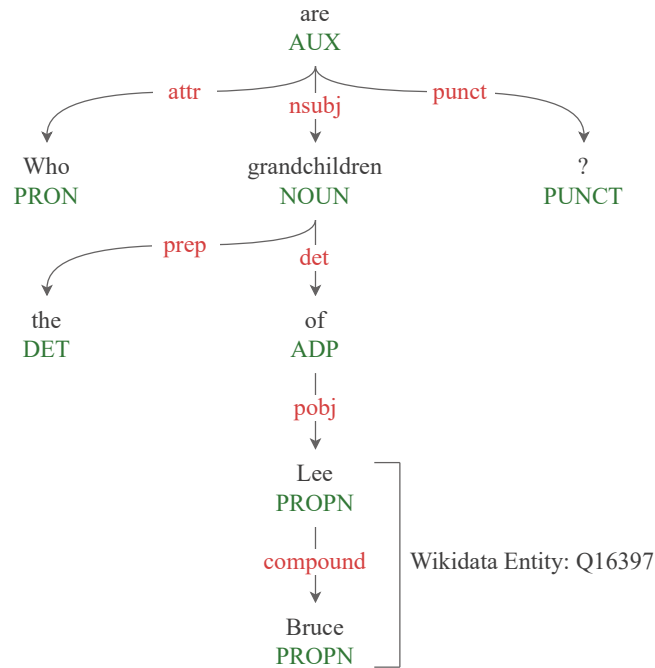 are
AUX
attr
nsubj
punct
Who
PRON
grandchildren
NOUN
?
PUNCT
prep
det
the
DET
of
ADP
pobj
Lee
PROPN
compound
Wikidata Entity: Q16397
Bruce
PROPN